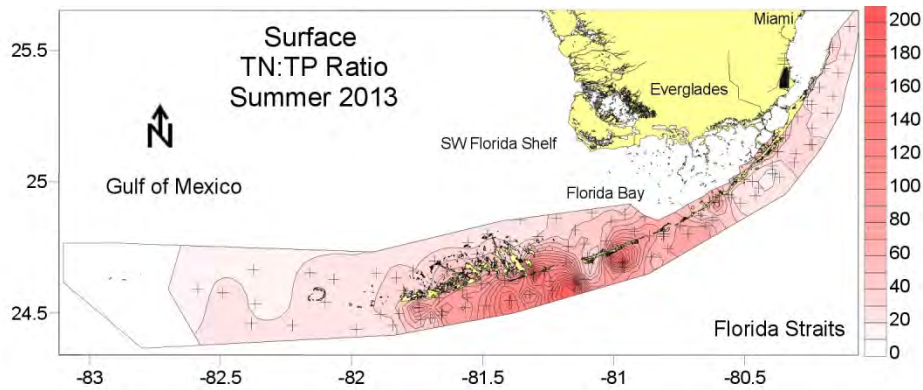 Surface
TN:TP Ratio
Summer 2013
N
Gulf of Mexico
Miami
Everglades
SW Florida Shelf
Florida Bay
Florida Straits
25.5
25
24.5
-83
-82.5
-82
-81.5
-81
-80.5
200
180
160
140
120
100
80
60
40
20
0